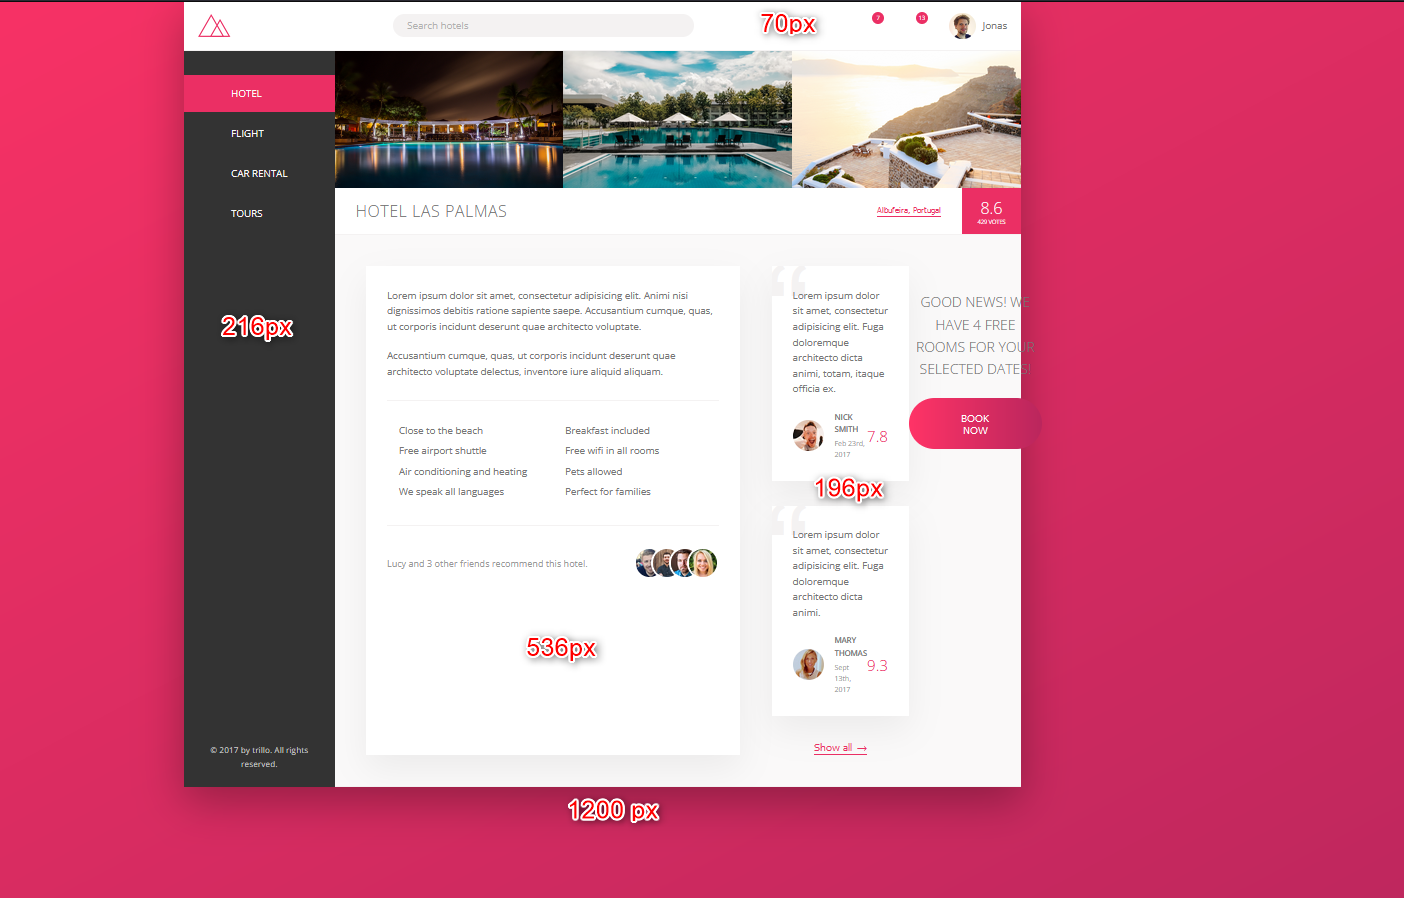 Search hotels
70px
7
13
Jonas
HOTEL
FLIGHT
CAR RENTAL
TOURS
216px
© 2017 by trillo. All rights
reserved.
HOTEL LAS PALMAS
Albufeira, Portugal
8.6
429 VOTES
Lorem ipsum dolor sit amet, consectetur adipisicing elit. Animi nisi
dignissimos debitis ratione sapiente saepe. Accusantium cumque, quas,
ut corporis incidunt deserunt quae architecto voluptate.
Accusantium cumque, quas, ut corporis incidunt deserunt quae
architecto voluptate delectus, inventore iure aliquid aliquam.
Close to the beach
Breakfast included
Free airport shuttle
Free wifi in all rooms
Air conditioning and heating
Pets allowed
We speak all languages
Perfect for families
Lucy and 3 other friends recommend this hotel.
536px
“
Lorem ipsum dolor
sit amet, consectetur
adipisicing elit. Fuga
doloremque
architecto dicta
animi, totam, itaque
officia ex.
NICK
SMITH
Feb 23rd,
2017
7.8
196px
“
Lorem ipsum dolor
sit amet, consectetur
adipisicing elit. Fuga
doloremque
architecto dicta
animi.
MARY
THOMAS
Sept
13th,
2017
9.3
Show all →
GOOD NEWS! WE
HAVE 4 FREE
ROOMS FOR YOUR
SELECTED DATES!
BOOK
NOW
1200 px